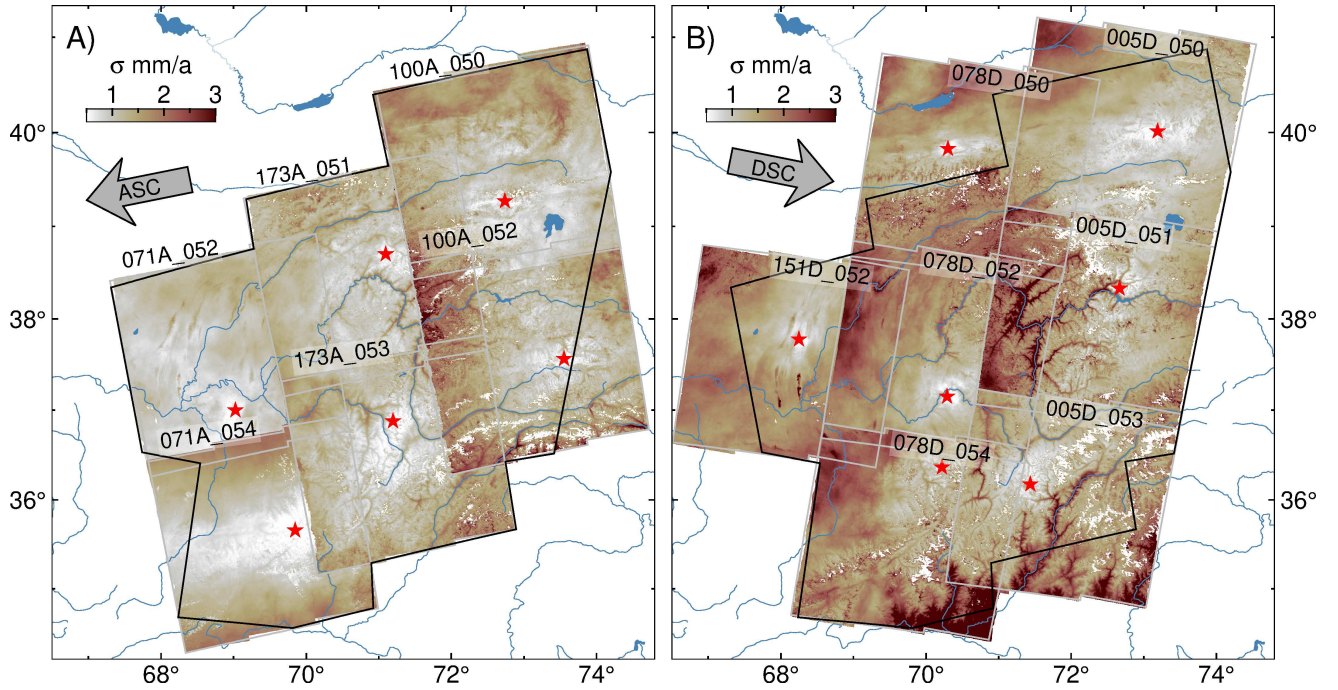 A)
σ mm/a
1 2 3
100A_050
40°
173A_051
ASC
100A_052
071A_052
38°
173A_053
071A_054
36°
68° 70° 72° 74°
B)
σ mm/a
1 2 3
005D_050
078D_050
40°
DSC
005D_051
151D_052
078D_052
38°
005D_053
078D_054
36°
68° 70° 72° 74°